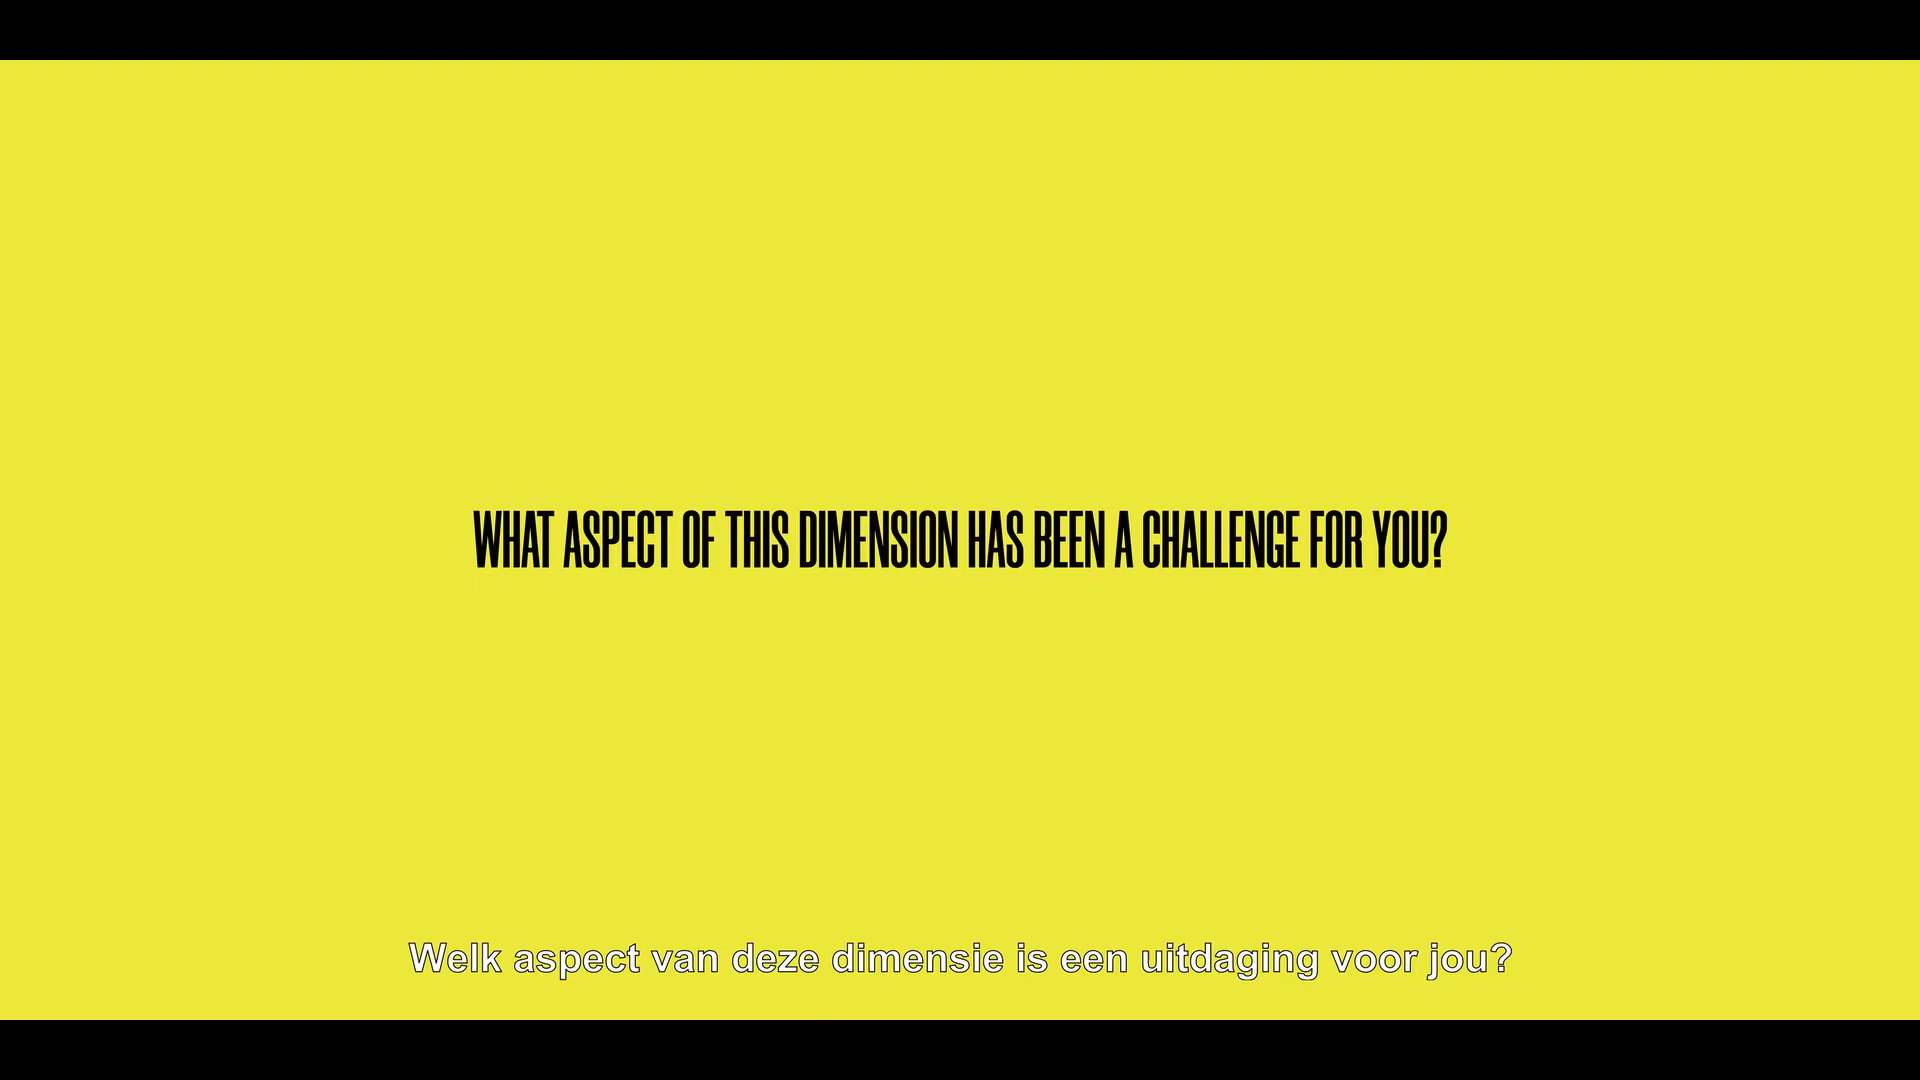 WHAT ASPECT OF THIS DIMENSION HAS BEEN A CHALLENGE FOR YOU?
Welk aspect van deze dimensie is een uitdaging voor jou?